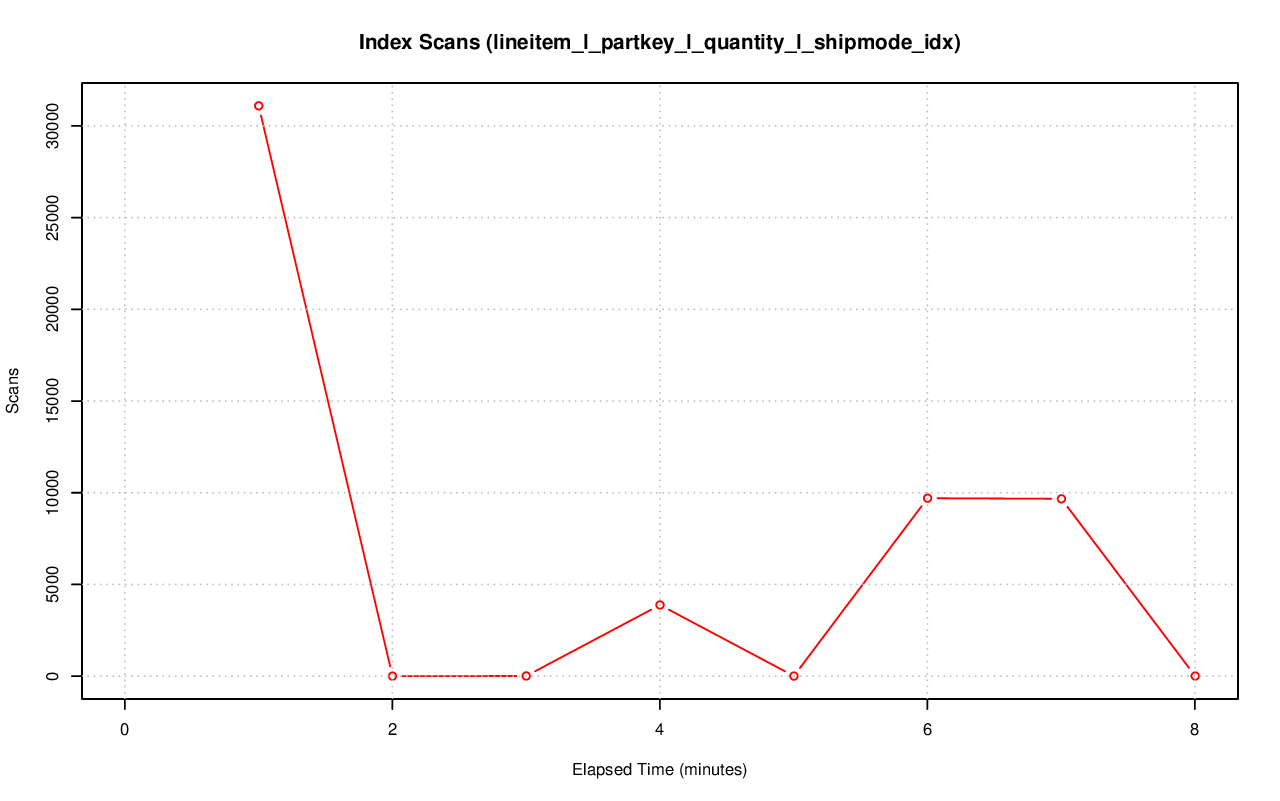 Index Scans (lineitem_l_partkey_l_quantity_l_shipmode_idx)
Scans
30000
25000
20000
15000
10000
5000
0
0 2 4 6 8
Elapsed Time (minutes)